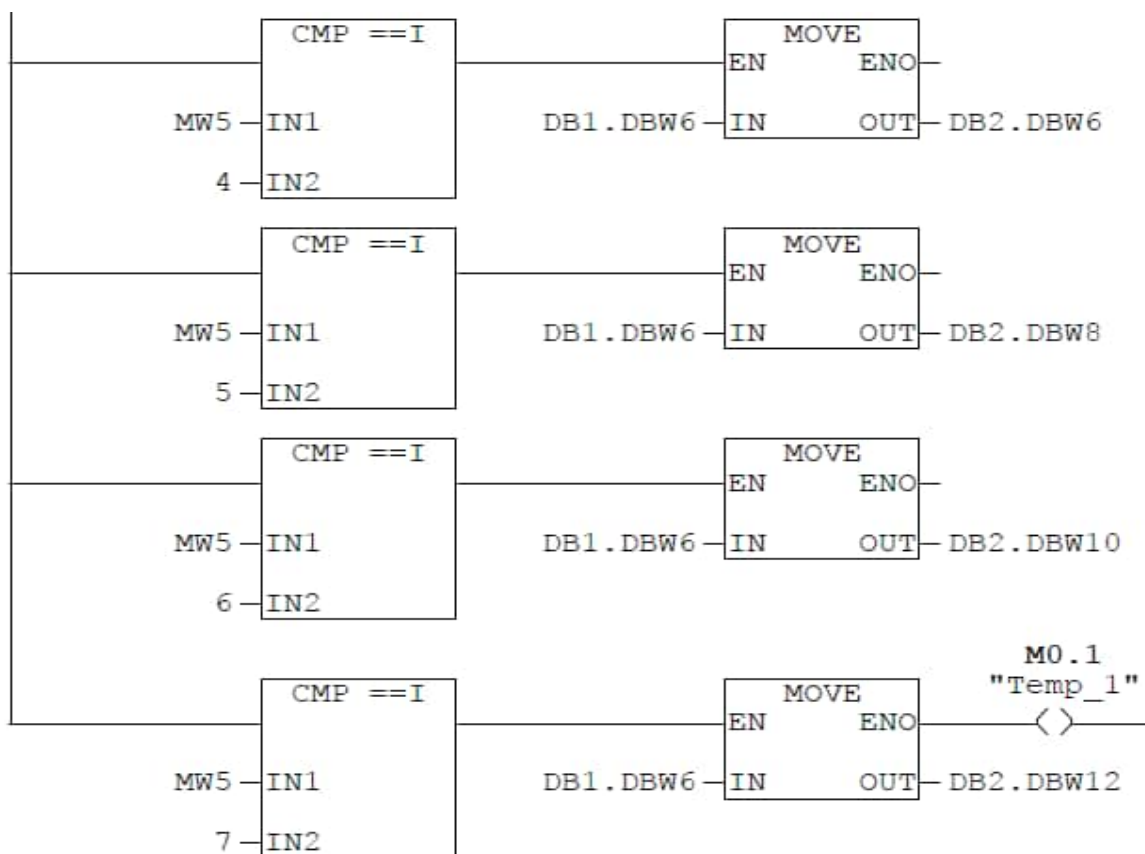 CMP ==I MOVE
EN ENO
MW5 IN1 DB1.DBW6 IN OUT DB2.DBW6
4 IN2
CMP ==I MOVE
EN ENO
MW5 IN1 DB1.DBW6 IN OUT DB2.DBW8
5 IN2
CMP ==I MOVE
EN ENO
MW5 IN1 DB1.DBW6 IN OUT DB2.DBW10
6 IN2
M0.1
"Temp_1"
CMP ==I MOVE
EN ENO
MW5 IN1 DB1.DBW6 IN OUT DB2.DBW12
7 IN2